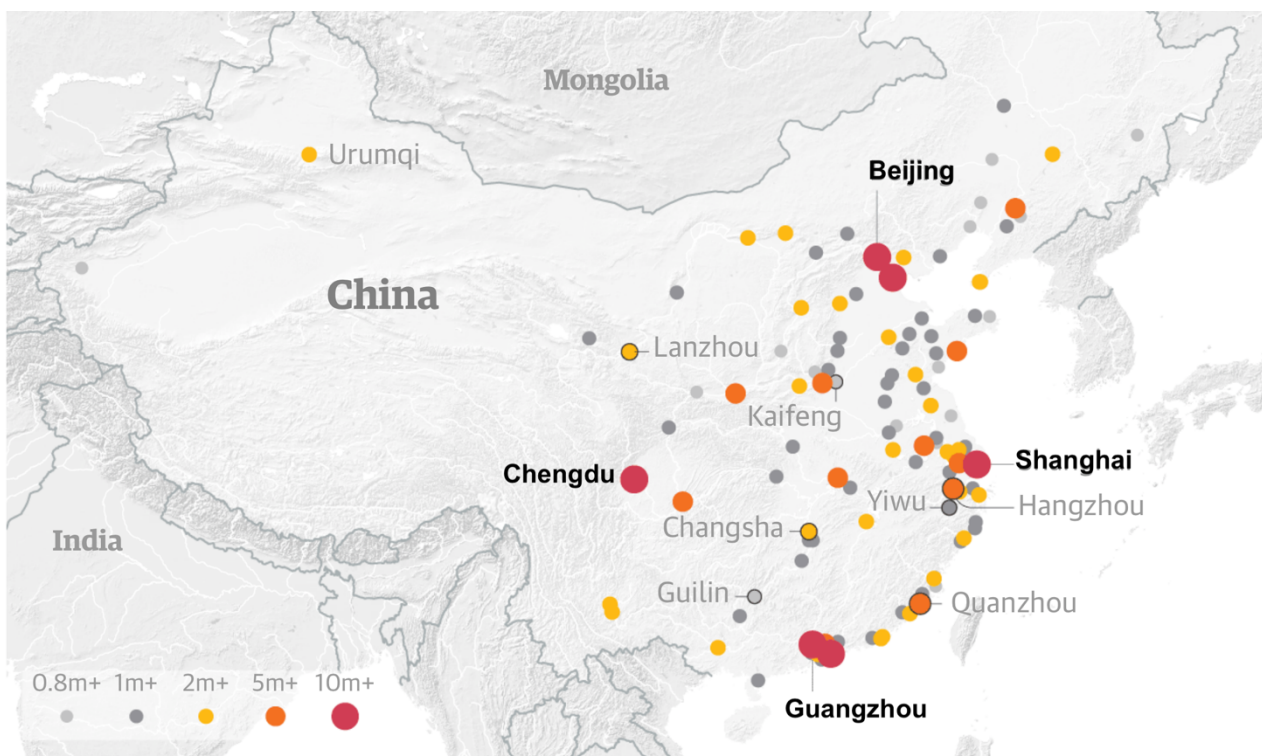 Mongolia
Urumqi
Beijing
China
Lanzhou
Kaifeng
Chengdu
Shanghai
Yiwu
Hangzhou
Changsha
India
Guilin
Quanzhou
0.8m+ 1m+ 2m+ 5m+ 10m+
Guangzhou